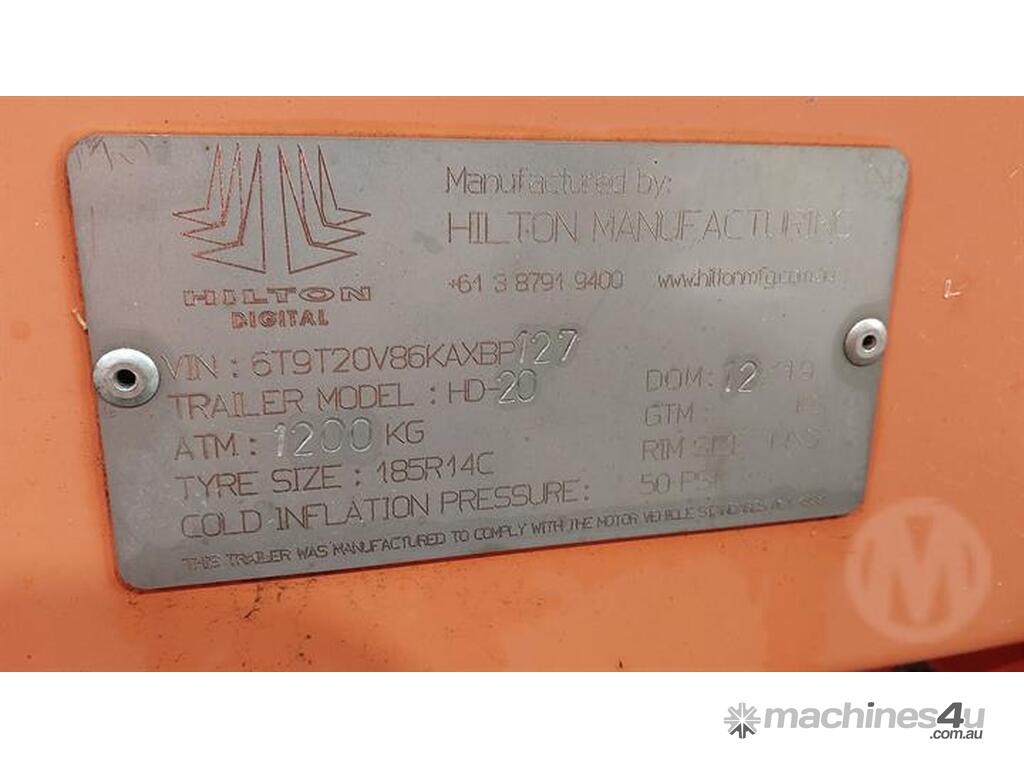 Manufactured by:
HILTON MANUFACTURING
+61 3 8791 9400 www.hiltonmfg.com.au
HILTON
DIGITAL
VIN : 6T9T20V86KAXBP127
TRAILER MODEL : HD-20
DOM: 12
ATM : 1200 KG
GTM :
TYRE SIZE : 185R14C
RIM SIZE
COLD INFLATION PRESSURE : 50 PSI
THIS TRAILER WAS MANUFACTURED TO COMPLY WITH THE MOTOR VEHICLE STANDARDS ACT
M
machines4u
.com.au